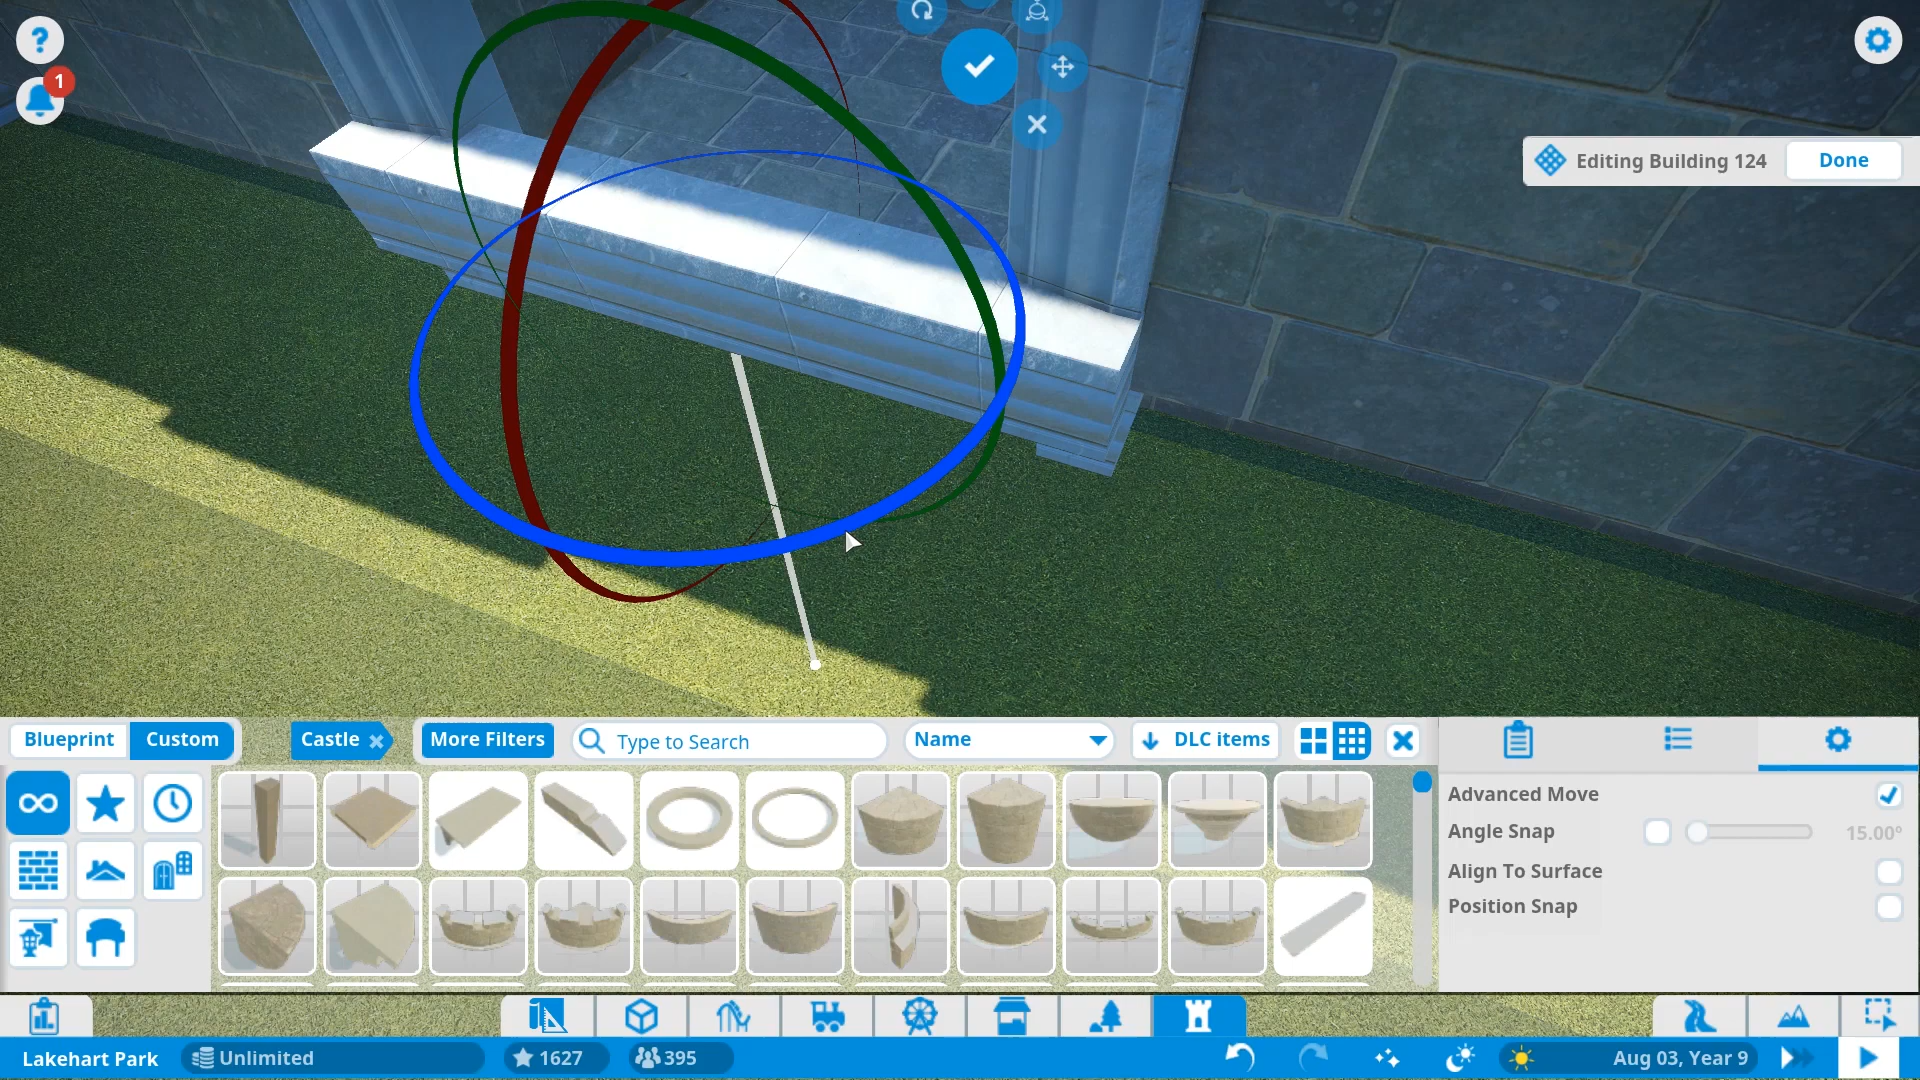 ?
1
Editing Building 124
Done
Blueprint
Custom
Castle
More Filters
Type to Search
Name
DLC items
Advanced Move
Angle Snap
15.00°
Align To Surface
Position Snap
Lakehart Park
Unlimited
1627
395
Aug 03, Year 9